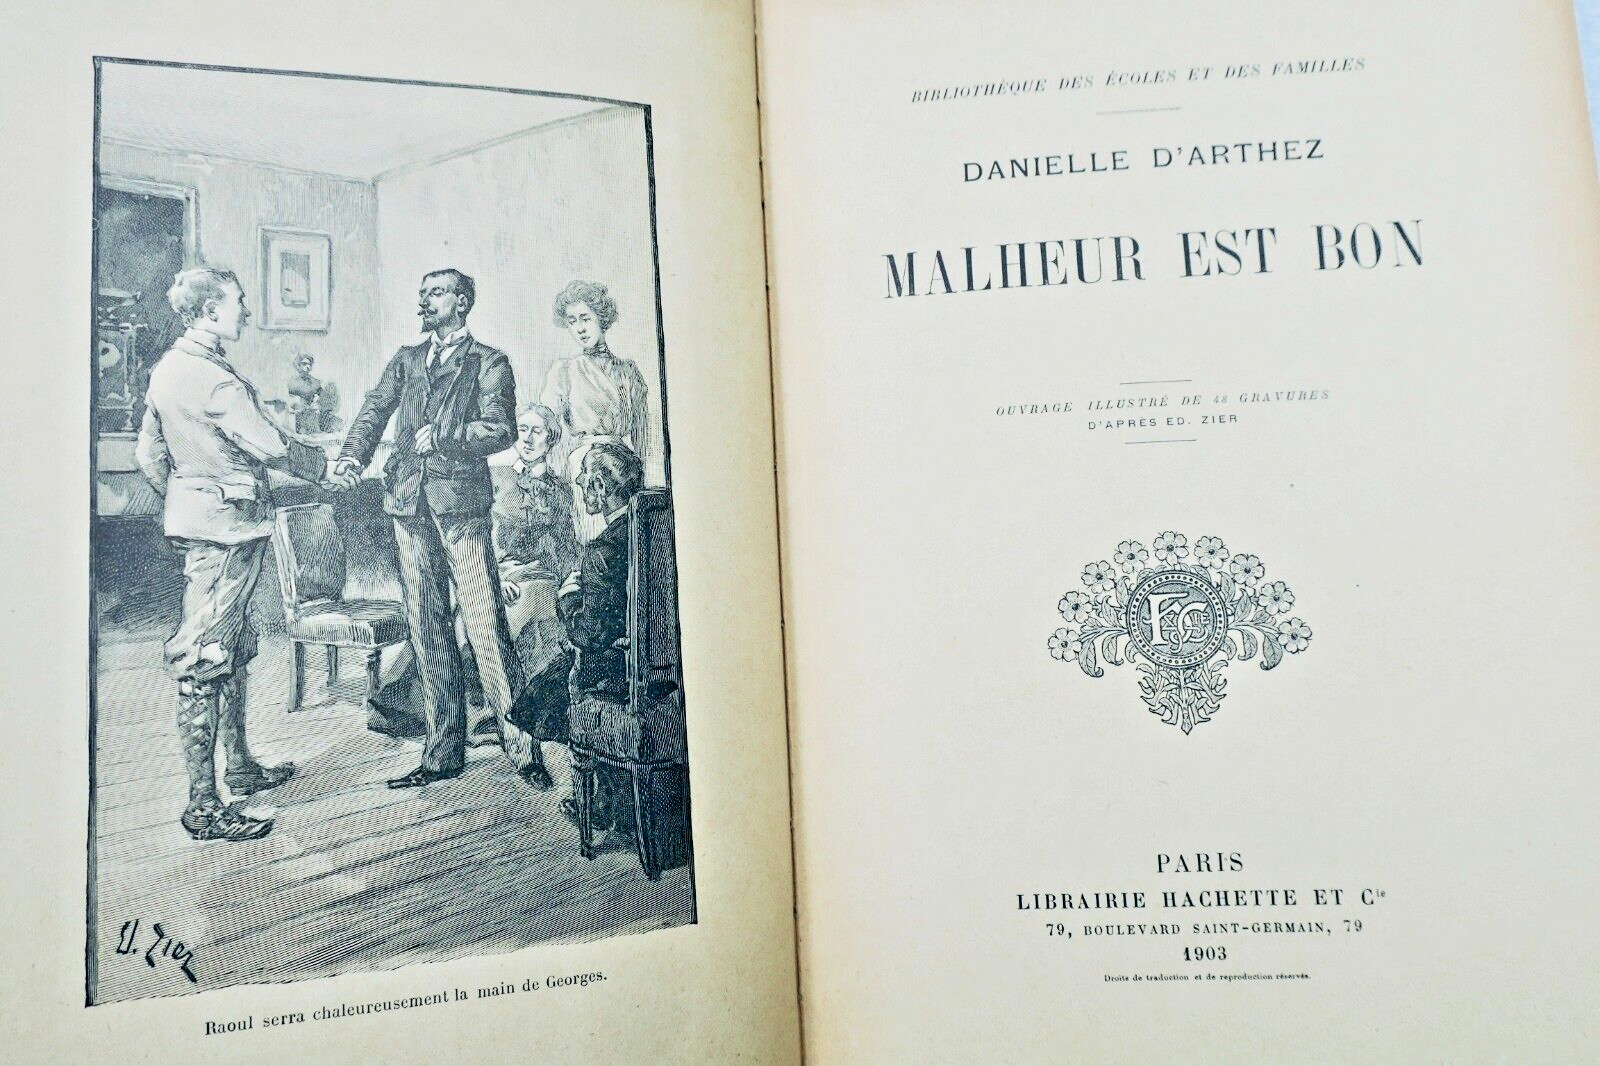 Ed. Zier
Raoul serra chaleureusement la main de Georges.
BIBLIOTHÈQUE DES ÉCOLES ET DES FAMILLES
DANIELLE D'ARTHEZ
MALHEUR EST BON
OUVRAGE ILLUSTRÉ DE 48 GRAVURES
D'APRÈS ED. ZIER
PARIS
LIBRAIRIE HACHETTE ET Cie
79, BOULEVARD SAINT-GERMAIN, 79
1903
Droits de traduction et de reproduction réservés.